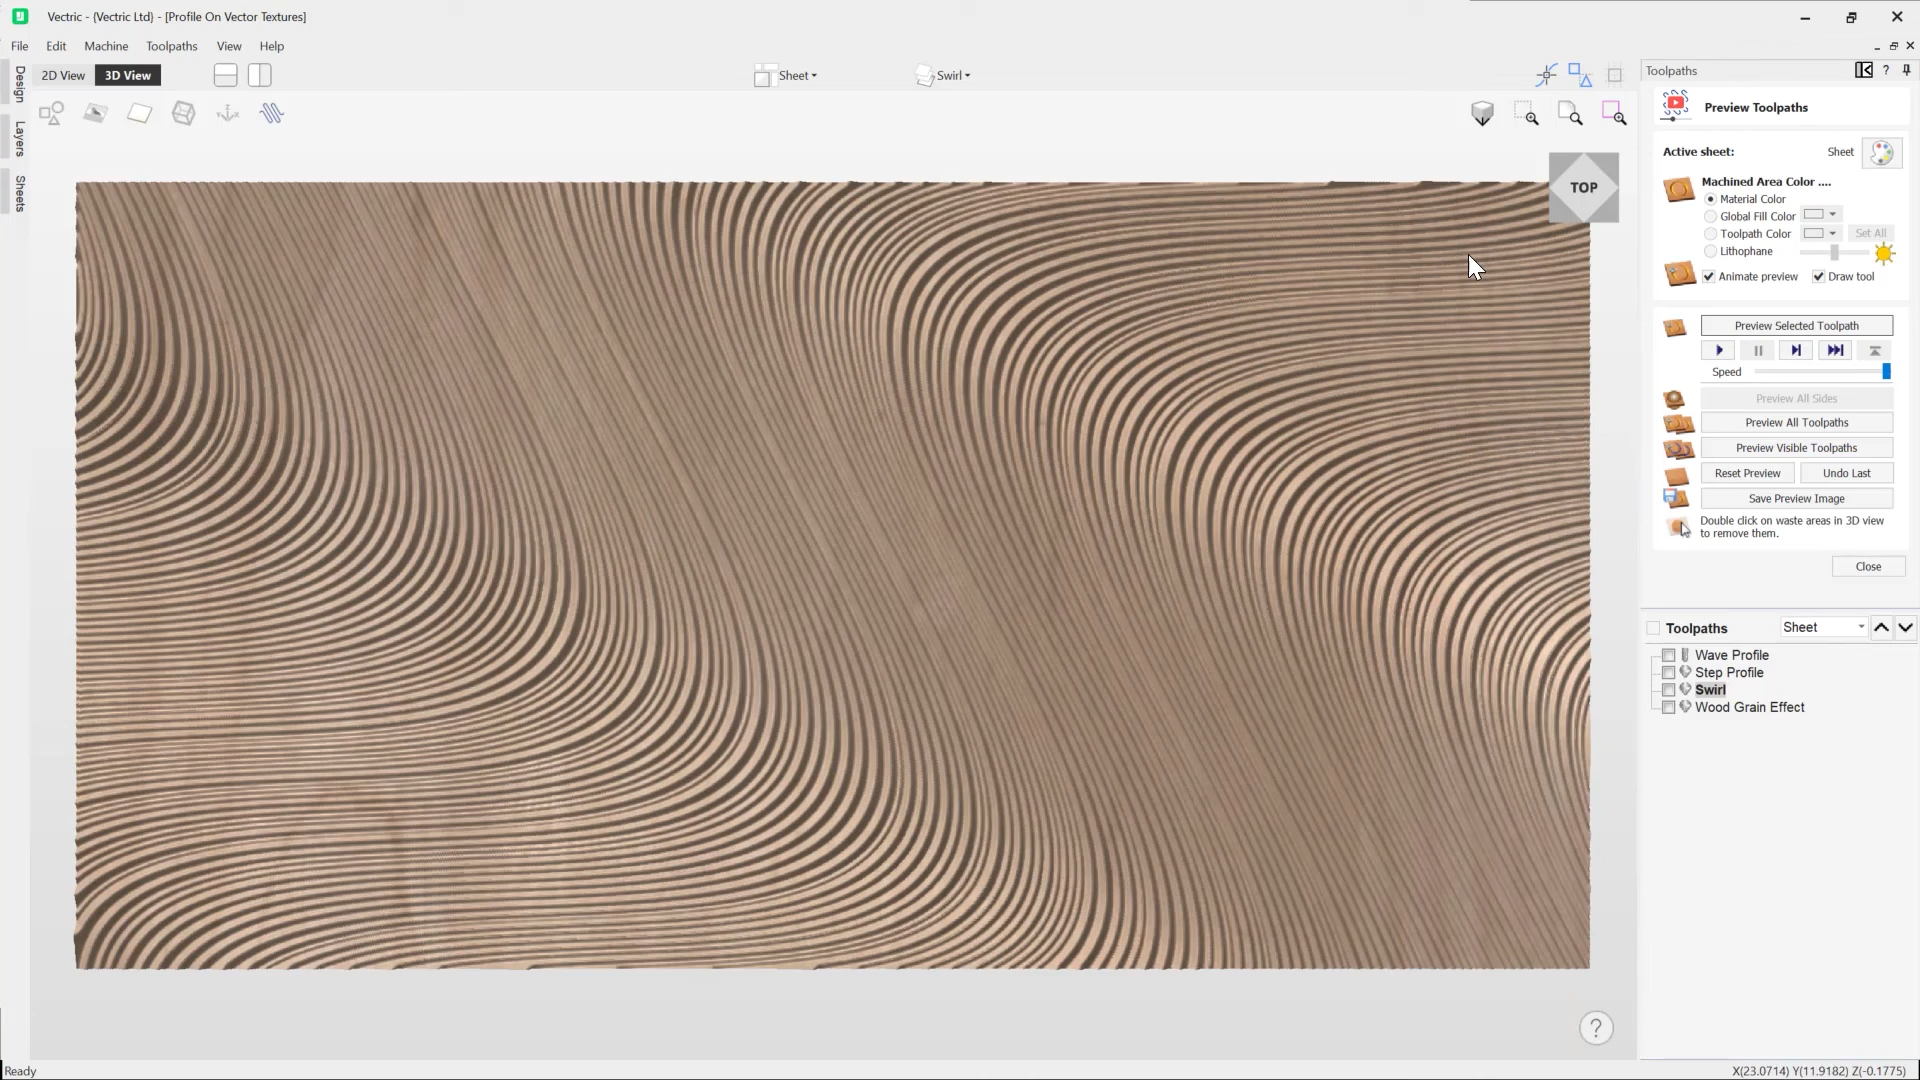 Vectric - {Vectric Ltd} - [Profile On Vector Textures]
File Edit Machine Toolpaths View Help
2D View 3D View Sheet Swirl
Design
Layers
Sheets
TOP
Toolpaths
Preview Toolpaths
Active sheet: Sheet
Machined Area Color ....
Material Color
Global Fill Color
Toolpath Color Set All
Lithophane
Animate preview Draw tool
Preview Selected Toolpath
Speed
Preview All Sides
Preview All Toolpaths
Preview Visible Toolpaths
Reset Preview Undo Last
Save Preview Image
Double click on waste areas in 3D view
to remove them.
Close
Toolpaths Sheet
Wave Profile
Step Profile
Swirl
Wood Grain Effect
Ready
X(23.0714) Y(11.9182) Z(-0.1775)